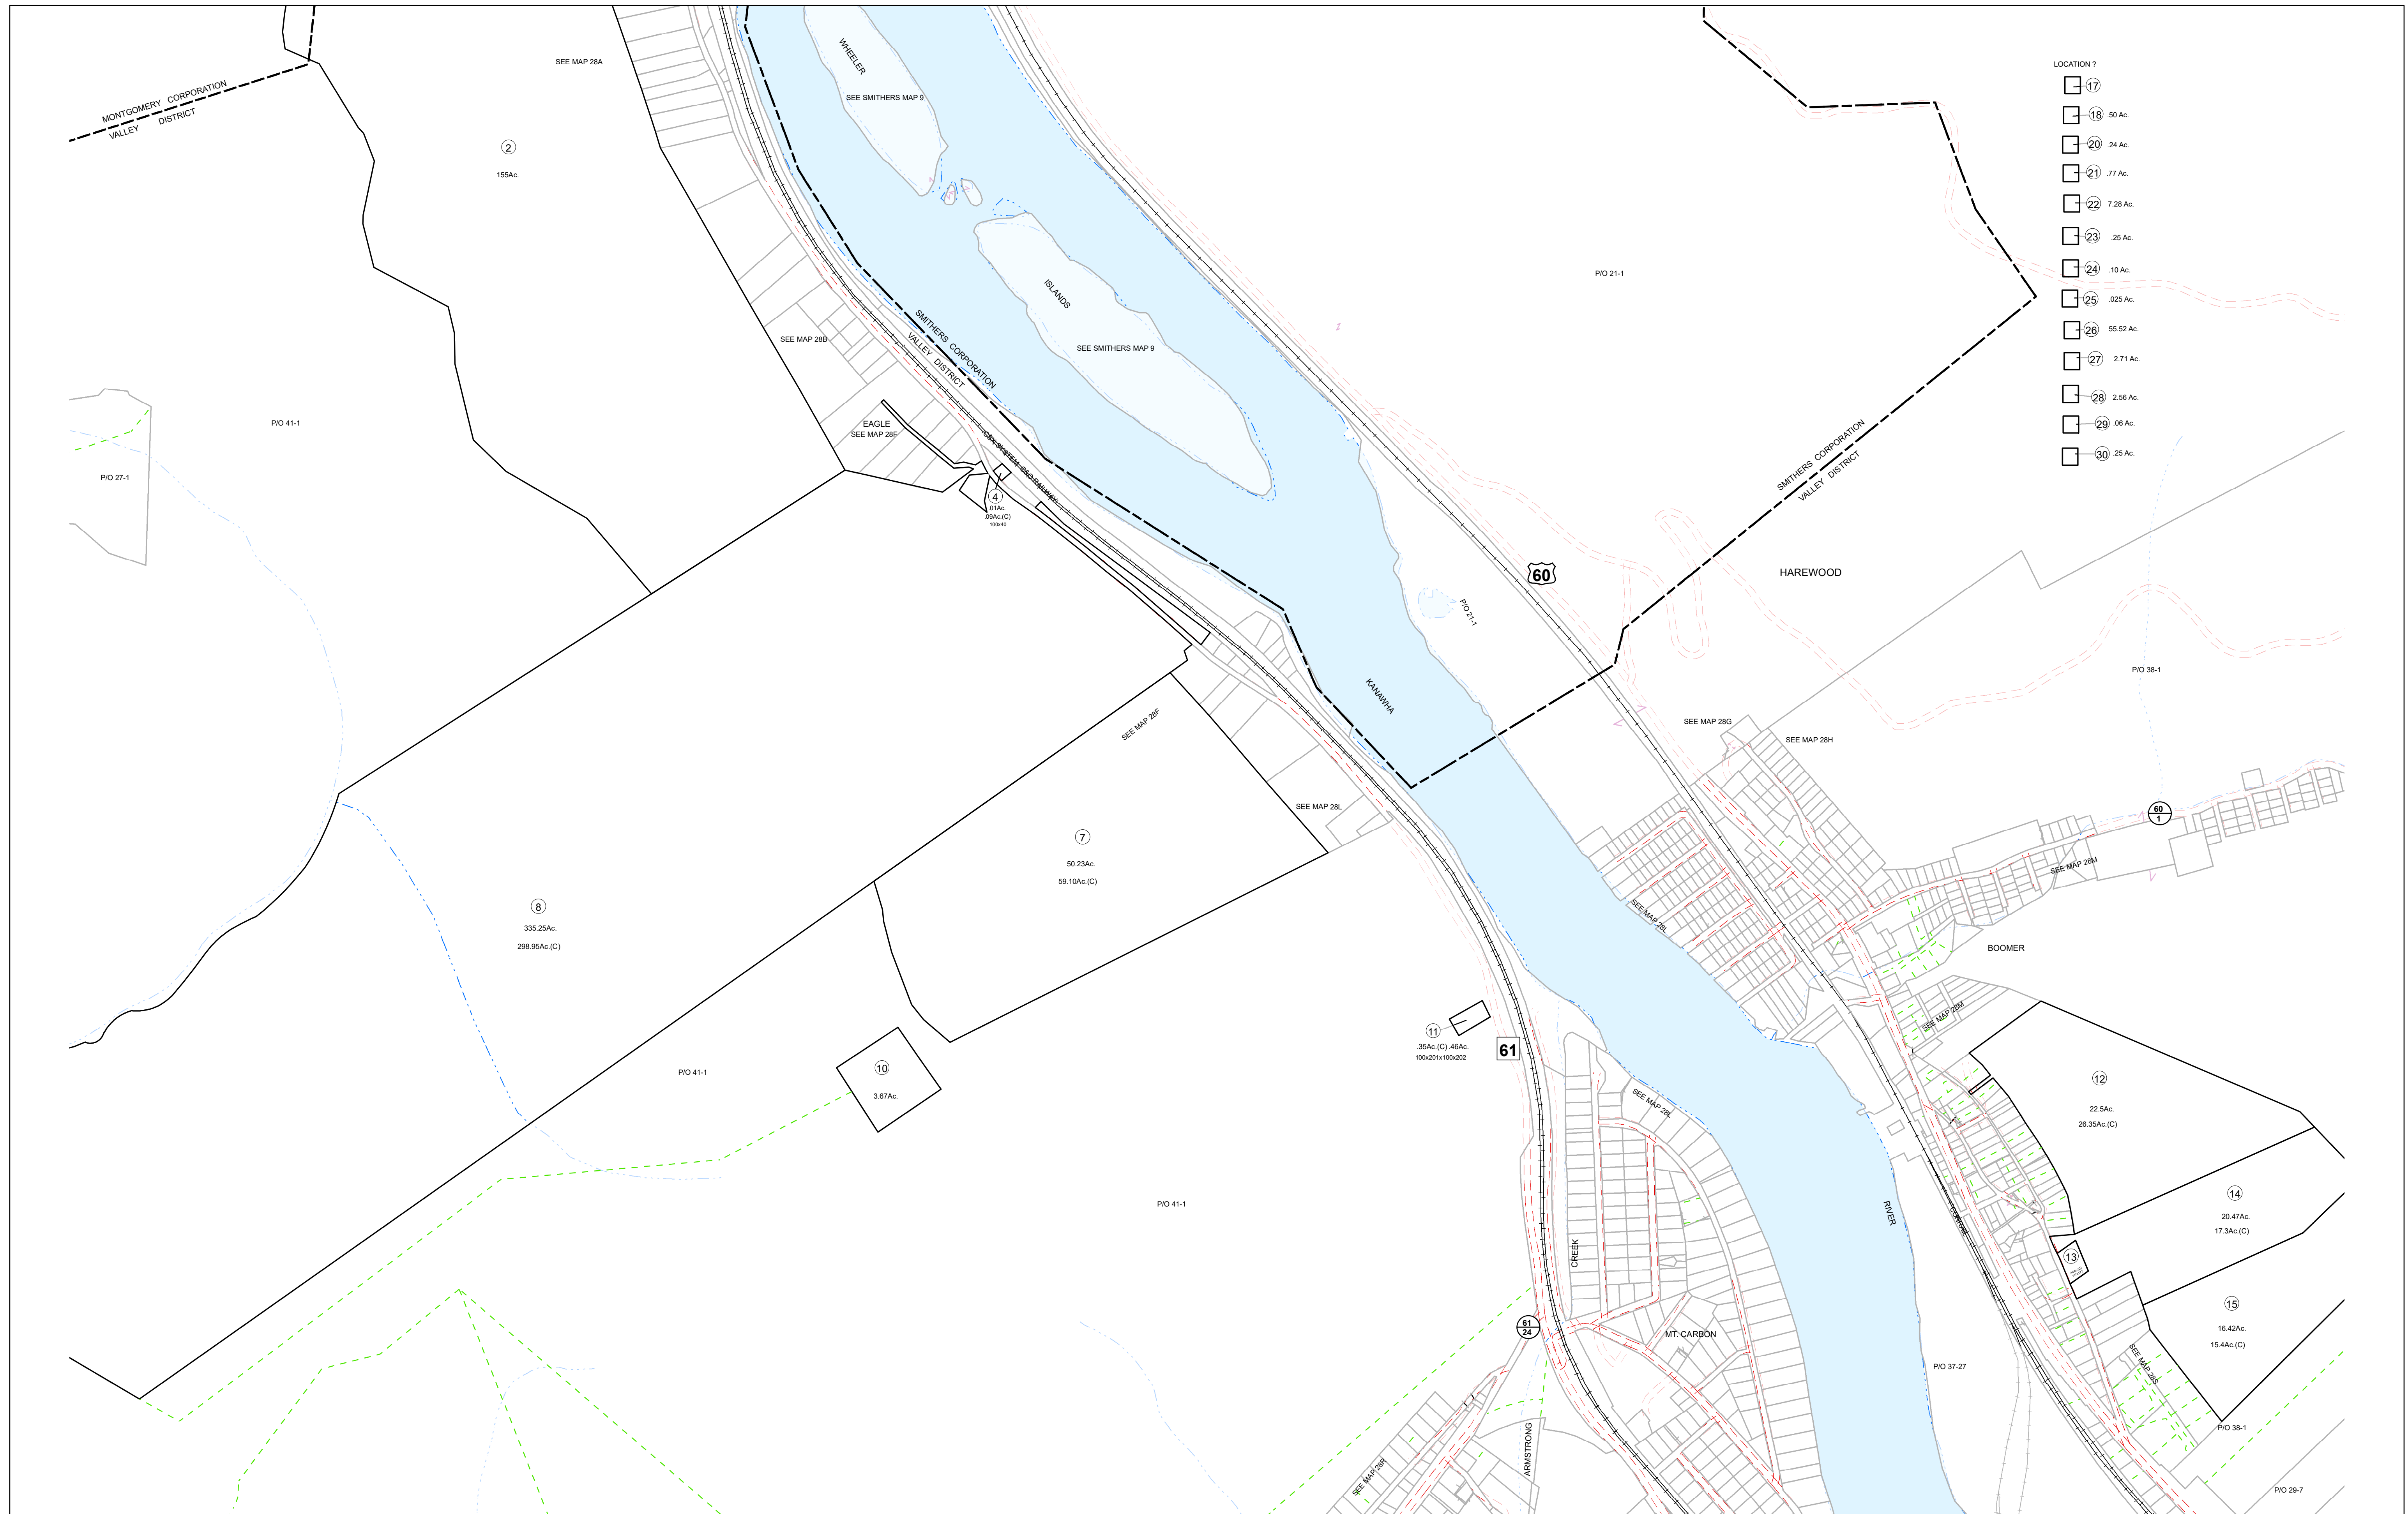 MONTGOMERY CORPORATION
VALLEY DISTRICT
SEE MAP 28A
2
155Ac.
WHEELER
SEE SMITHERS MAP 9
ISLANDS
SEE SMITHERS MAP 9
P/O 21-1
LOCATION ?
17
18 .50 Ac.
20 .24 Ac.
21 .77 Ac.
22 7.28 Ac.
23 .25 Ac.
24 .10 Ac.
25 .025 Ac.
26 55.52 Ac.
27 2.71 Ac.
28 2.56 Ac.
29 .06 Ac.
30 .25 Ac.
SEE MAP 28B
SMITHERS CORPORATION
VALLEY DISTRICT
P/O 41-1
P/O 27-1
EAGLE
SEE MAP 28F
4
.01Ac.
.09Ac.(C)
100x40
SMITHERS CORPORATION
VALLEY DISTRICT
60
HAREWOOD
P/O 21-1
P/O 38-1
KANAWHA
SEE MAP 28F
SEE MAP 28G
SEE MAP 28H
SEE MAP 28L
60
1
7
50.23Ac.
59.10Ac.(C)
SEE MAP 28M
8
335.25Ac.
298.95Ac.(C)
SEE MAP 28L
BOOMER
SEE MAP 28M
11
.35Ac.(C) .46Ac.
100x201x100x202
61
P/O 41-1
10
3.67Ac.
12
22.5Ac.
26.35Ac.(C)
SEE MAP 28L
P/O 41-1
14
20.47Ac.
17.3Ac.(C)
RIVER
CREEK
13
15
16.42Ac.
15.4Ac.(C)
61
24
MT. CARBON
P/O 37-27
SEE MAP 28S
P/O 38-1
ARMSTRONG
SEE MAP 28R
P/O 29-7